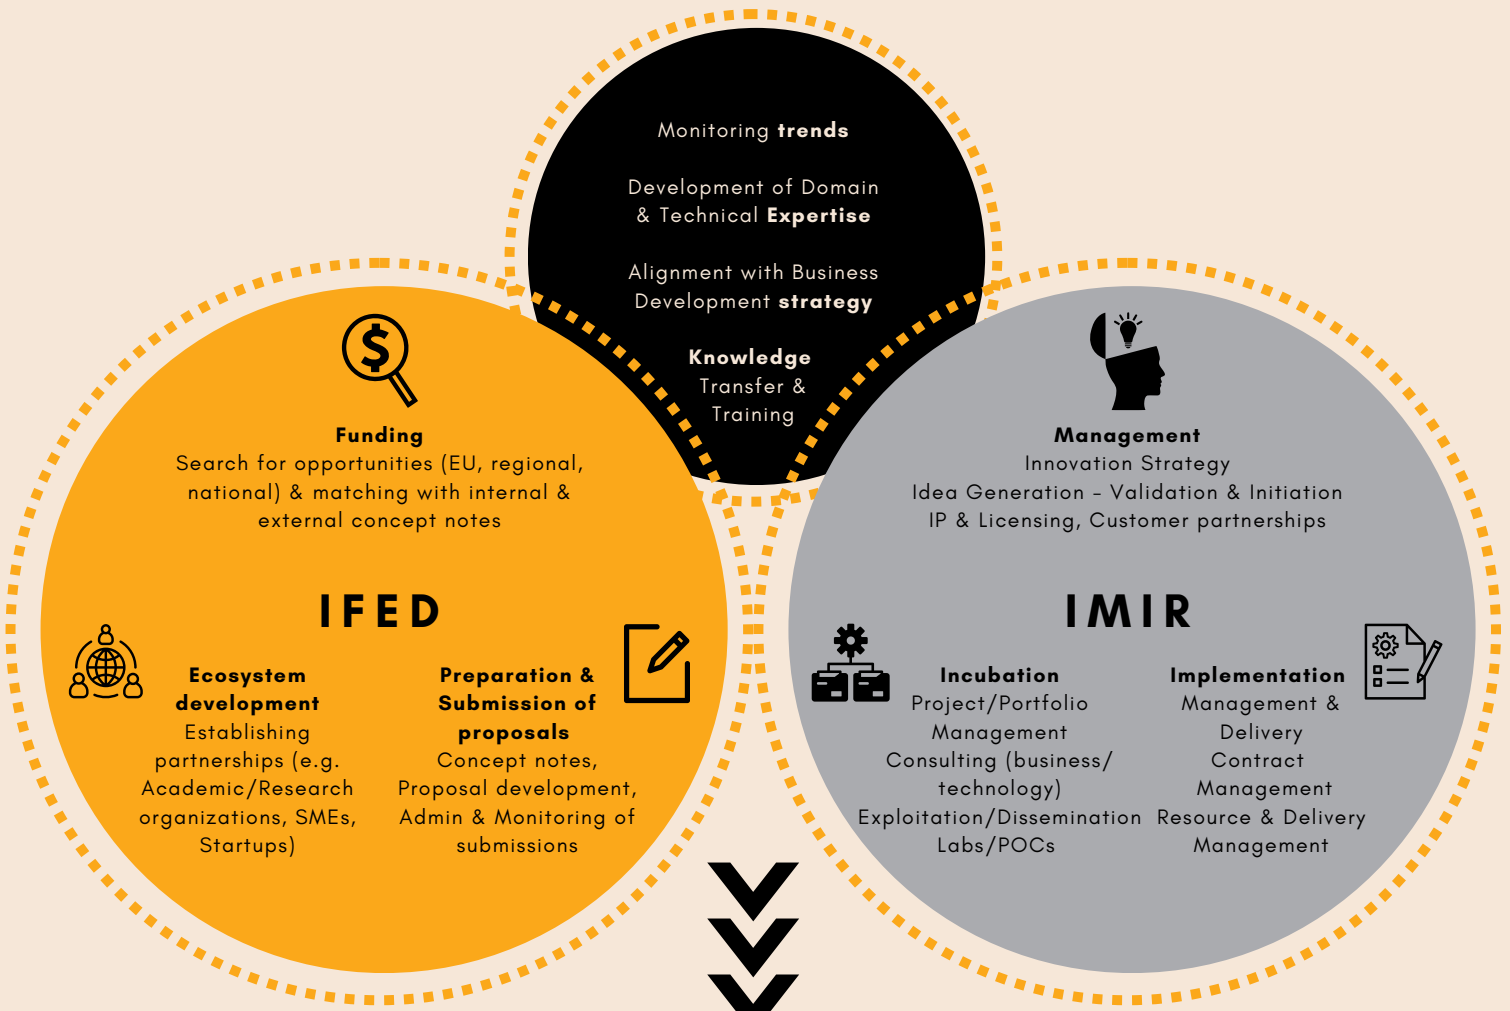 Monitoring trends
Development of Domain
& Technical Expertise
Alignment with Business
Development strategy
Knowledge
Transfer &
Training
Funding
Search for opportunities (EU, regional,
national) & matching with internal &
external concept notes
IFED
Ecosystem
development
Establishing
partnerships (e.g.
Academic/Research
organizations, SMEs,
Startups)
Preparation &
Submission of
proposals
Concept notes,
Proposal development,
Admin & Monitoring of
submissions
Management
Innovation Strategy
Idea Generation - Validation & Initiation
IP & Licensing, Customer partnerships
IMIR
Incubation
Project/Portfolio
Management
Consulting (business/
technology)
Exploitation/Dissemination
Labs/POCs
Implementation
Management &
Delivery
Contract
Management
Resource & Delivery
Management